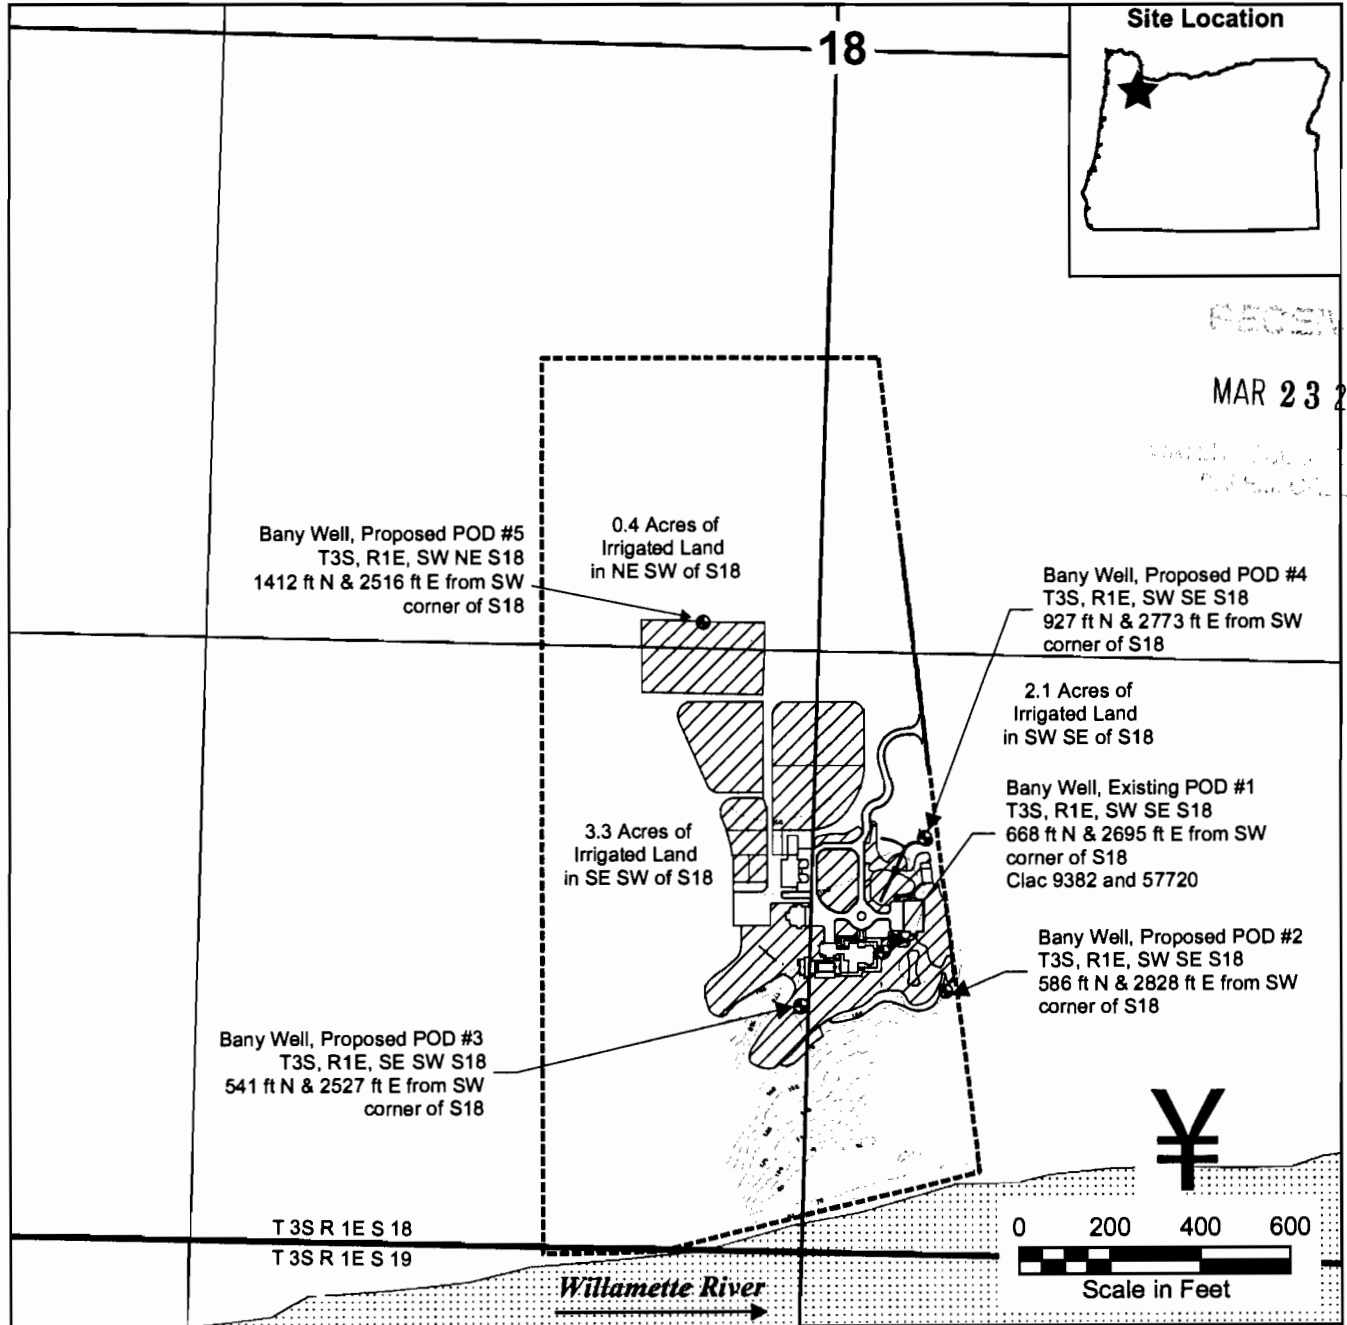 Site Location
18
MAR 23 2
Bany Well, Proposed POD #5
T3S, R1E, SW NE S18
1412 ft N & 2516 ft E from SW
corner of S18
0.4 Acres of
Irrigated Land
in NE SW of S18
Bany Well, Proposed POD #4
T3S, R1E, SW SE S18
927 ft N & 2773 ft E from SW
corner of S18
2.1 Acres of
Irrigated Land
in SW SE of S18
Bany Well, Existing POD #1
T3S, R1E, SW SE S18
668 ft N & 2695 ft E from SW
corner of S18
Clac 9382 and 57720
3.3 Acres of
Irrigated Land
in SE SW of S18
Bany Well, Proposed POD #2
T3S, R1E, SW SE S18
586 ft N & 2828 ft E from SW
corner of S18
Bany Well, Proposed POD #3
T3S, R1E, SE SW S18
541 ft N & 2527 ft E from SW
corner of S18
¥
T 3S R 1E S 18
T 3S R 1E S 19
Willamette River
0 200 400 600
Scale in Feet